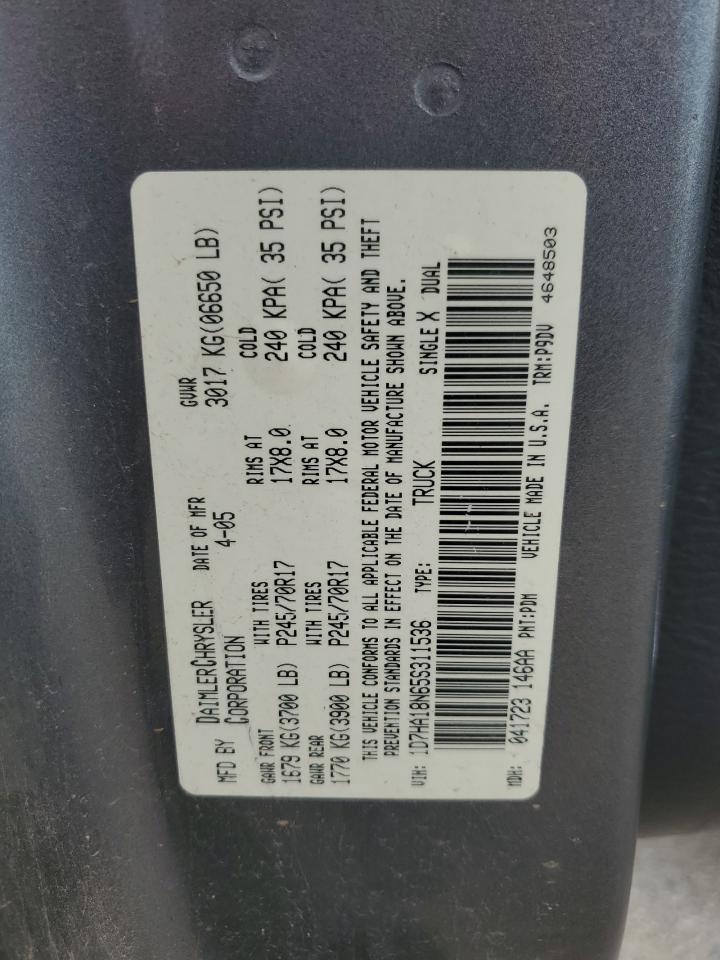 MFD BY DAIMLERCHRYSLER CORPORATION DATE OF MFR 4-05 GVWR 3017 KG(06650 LB)
GAWR FRONT WITH TIRES RIMS AT COLD
1679 KG(3700 LB) P245/70R17 17X8.0 240 KPA( 35 PSI)
GAWR REAR WITH TIRES RIMS AT COLD
1770 KG(3900 LB) P245/70R17 17X8.0 240 KPA( 35 PSI)
THIS VEHICLE CONFORMS TO ALL APPLICABLE FEDERAL MOTOR VEHICLE SAFETY AND THEFT
PREVENTION STANDARDS IN EFFECT ON THE DATE OF MANUFACTURE SHOWN ABOVE.
VIN: 1D7HA18N65S311536 TYPE: TRUCK SINGLE X DUAL
MDH: 041723 146AA PNT:PDM VEHICLE MADE IN U.S.A. TRM:P9DV 4648503